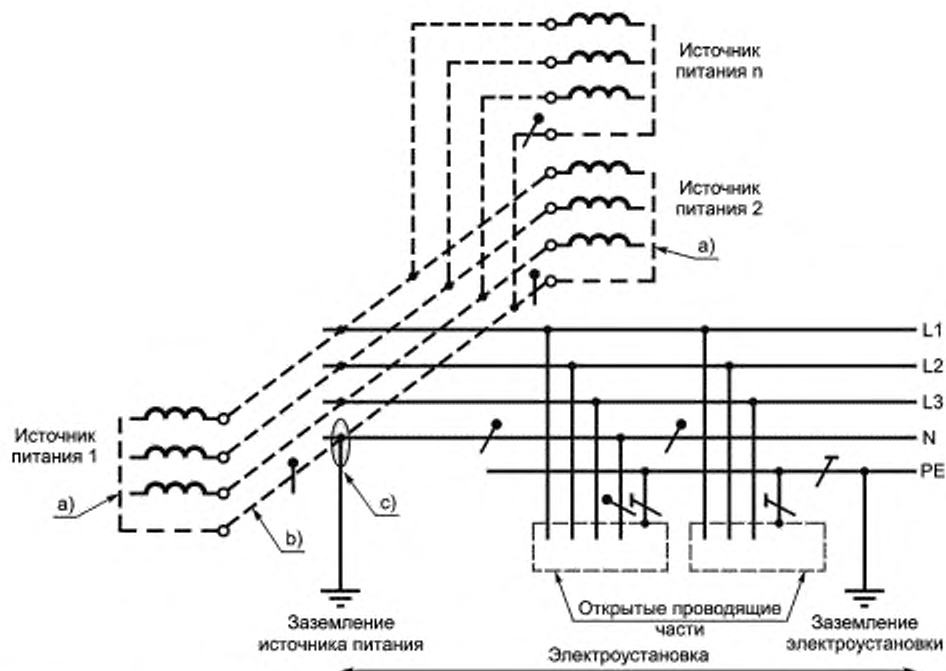 Источник
питания n
Источник
питания 2
a)
L1
L2
L3
N
PE
Источник
питания 1
a)
b)
c)
Заземление
источника питания
Открытые проводящие
части
Заземление
электроустановки
Электроустановка